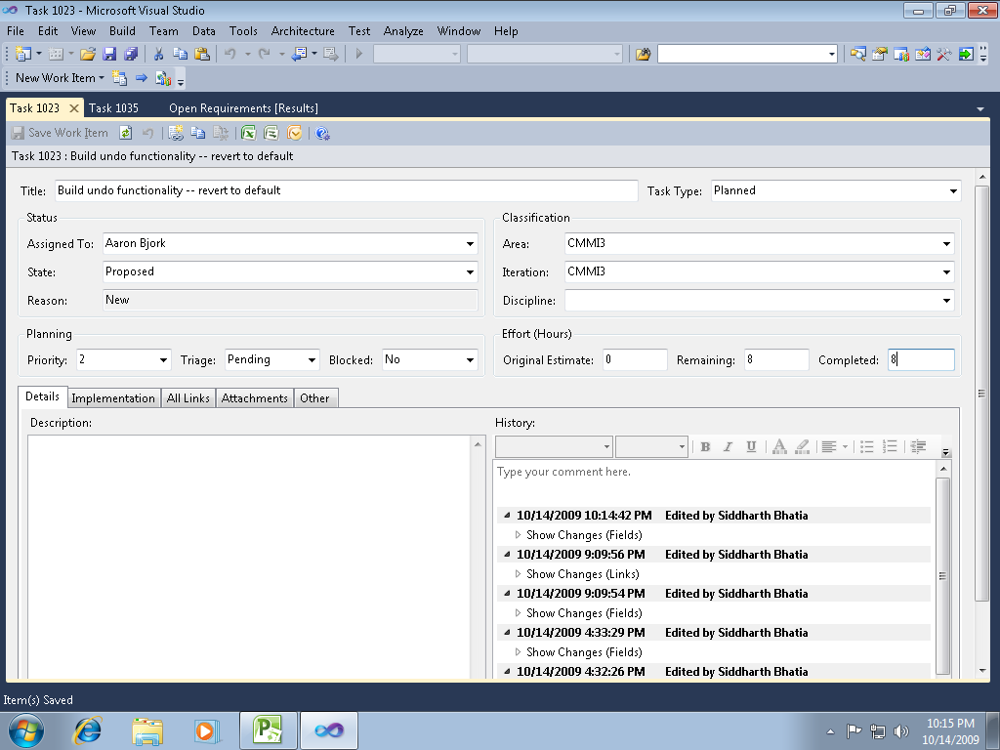 Task 1023 - Microsoft Visual Studio
File Edit View Build Team Data Tools Architecture Test Analyze Window Help
New Work Item
Task 1023 Task 1035 Open Requirements [Results]
Save Work Item
Task 1023 : Build undo functionality -- revert to default
Title: Build undo functionality -- revert to default Task Type: Planned
Status Classification
Assigned To: Aaron Bjork Area: CMMI3
State: Proposed Iteration: CMMI3
Reason: New Discipline:
Planning Effort (Hours)
Priority: 2 Triage: Pending Blocked: No Original Estimate: 0 Remaining: 8 Completed: 8
Details Implementation All Links Attachments Other
Description: History:
B I U A
Type your comment here.
10/14/2009 10:14:42 PM Edited by Siddharth Bhatia
Show Changes (Fields)
10/14/2009 9:09:56 PM Edited by Siddharth Bhatia
Show Changes (Links)
10/14/2009 9:09:54 PM Edited by Siddharth Bhatia
Show Changes (Fields)
10/14/2009 4:33:29 PM Edited by Siddharth Bhatia
Show Changes (Fields)
10/14/2009 4:32:26 PM Edited by Siddharth Bhatia
Item(s) Saved
10:15 PM
10/14/2009